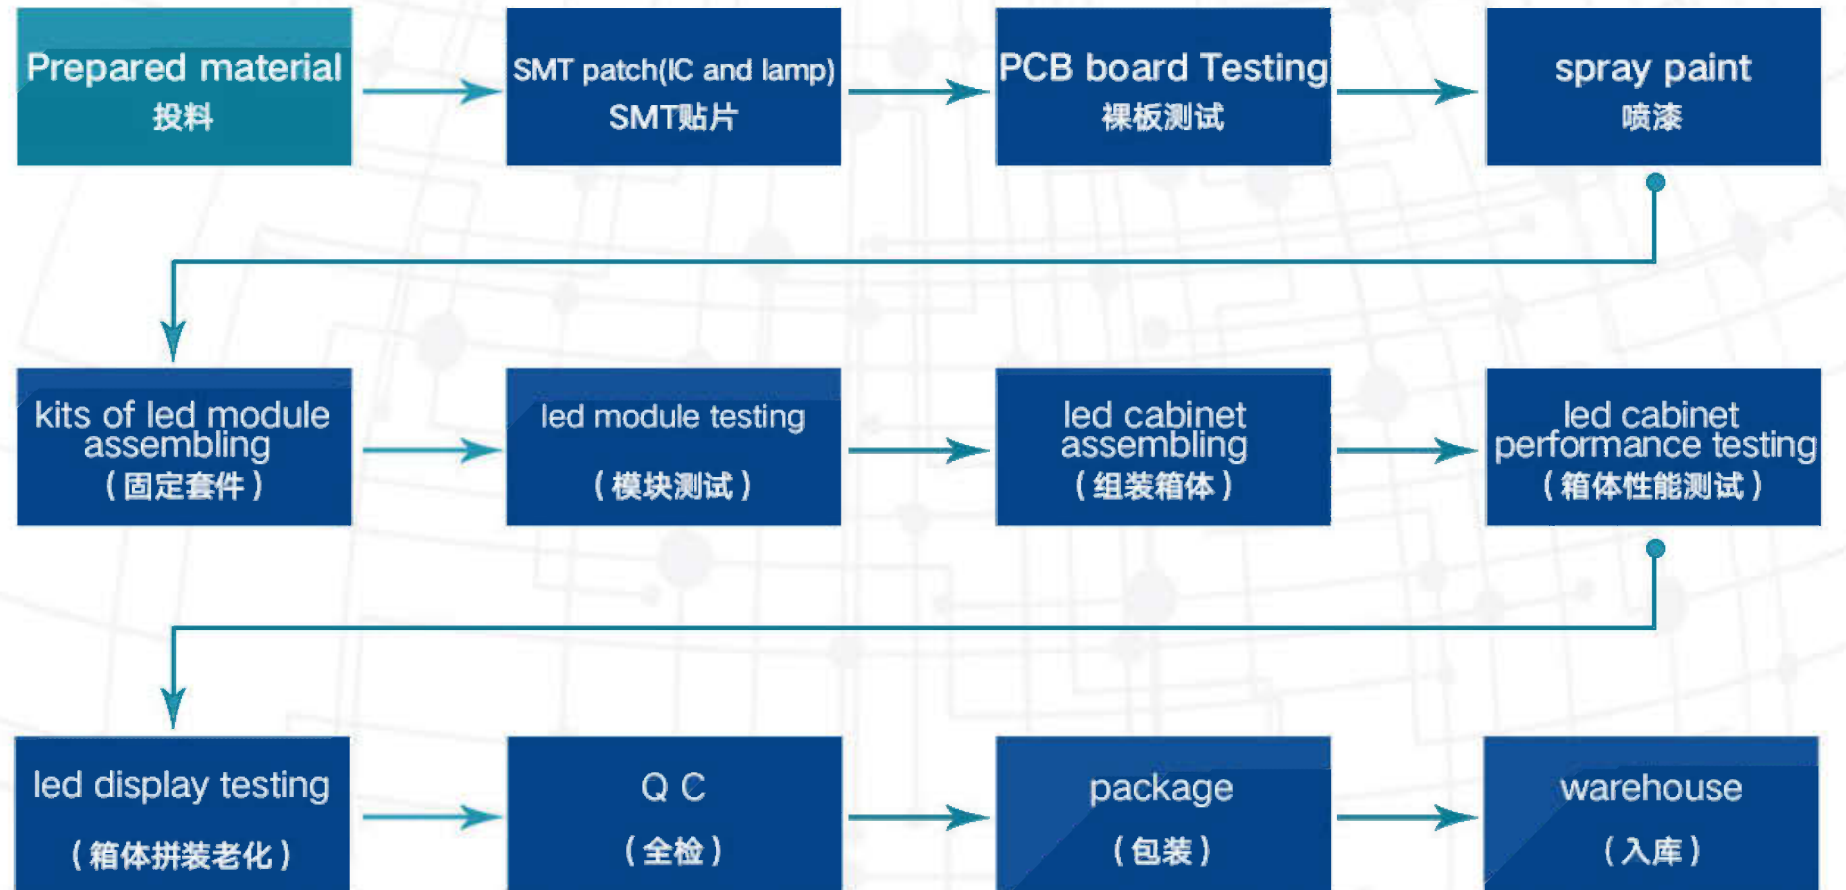 Prepared material
投料
SMT patch(IC and lamp)
SMT贴片
PCB board Testing
裸板测试
spray paint
喷漆
kits of led module
assembling
（固定套件）
led module testing
（模块测试）
led cabinet
assembling
（组装箱体）
led cabinet
performance testing
（箱体性能测试）
led display testing
（箱体拼装老化）
Q C
（全检）
package
（包装）
warehouse
（入库）